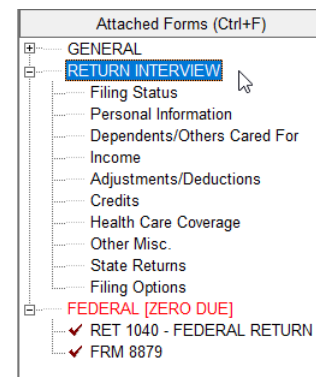 Attached Forms (Ctrl+F)
GENERAL
RETURN INTERVIEW
Filing Status
Personal Information
Dependents/Others Cared For
Income
Adjustments/Deductions
Credits
Health Care Coverage
Other Misc.
State Returns
Filing Options
FEDERAL [ZERO DUE]
RET 1040 - FEDERAL RETURN
FRM 8879